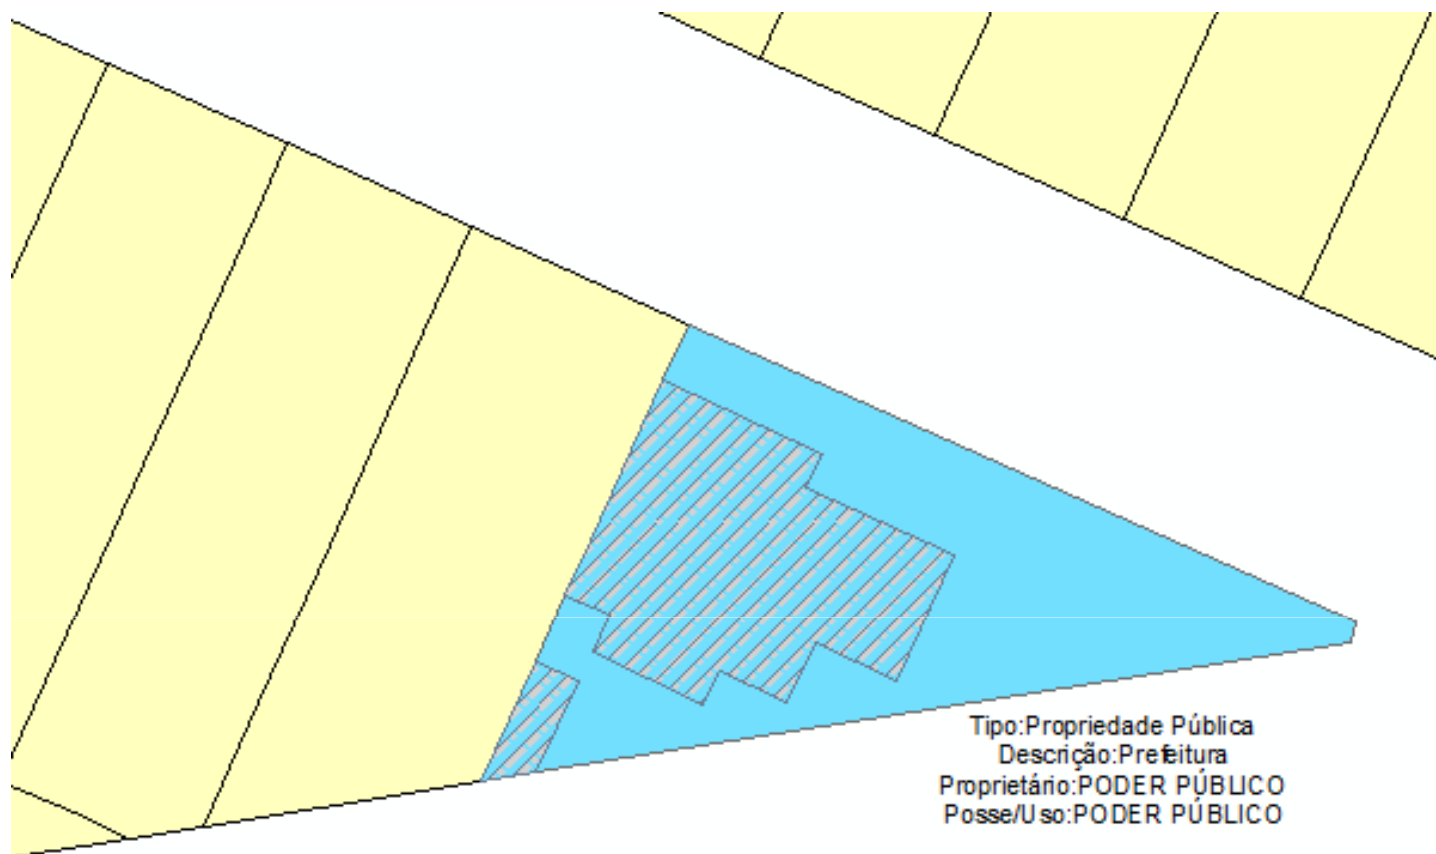 Tipo:Propriedade Pública
Descrição:Prefeitura
Proprietário:PODER PÚBLICO
Posse/Uso:PODER PÚBLICO